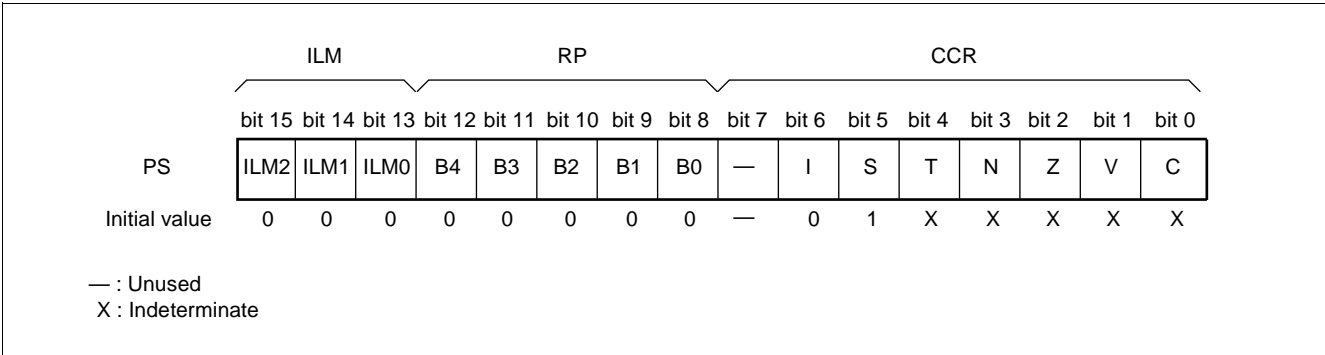 ILM RP CCR
bit 15 bit 14 bit 13 bit 12 bit 11 bit 10 bit 9 bit 8 bit 7 bit 6 bit 5 bit 4 bit 3 bit 2 bit 1 bit 0
PS ILM2 ILM1 ILM0 B4 B3 B2 B1 B0 — I S T N Z V C
Initial value 0 0 0 0 0 0 0 0 — 0 1 X X X X X
— : Unused
X : Indeterminate